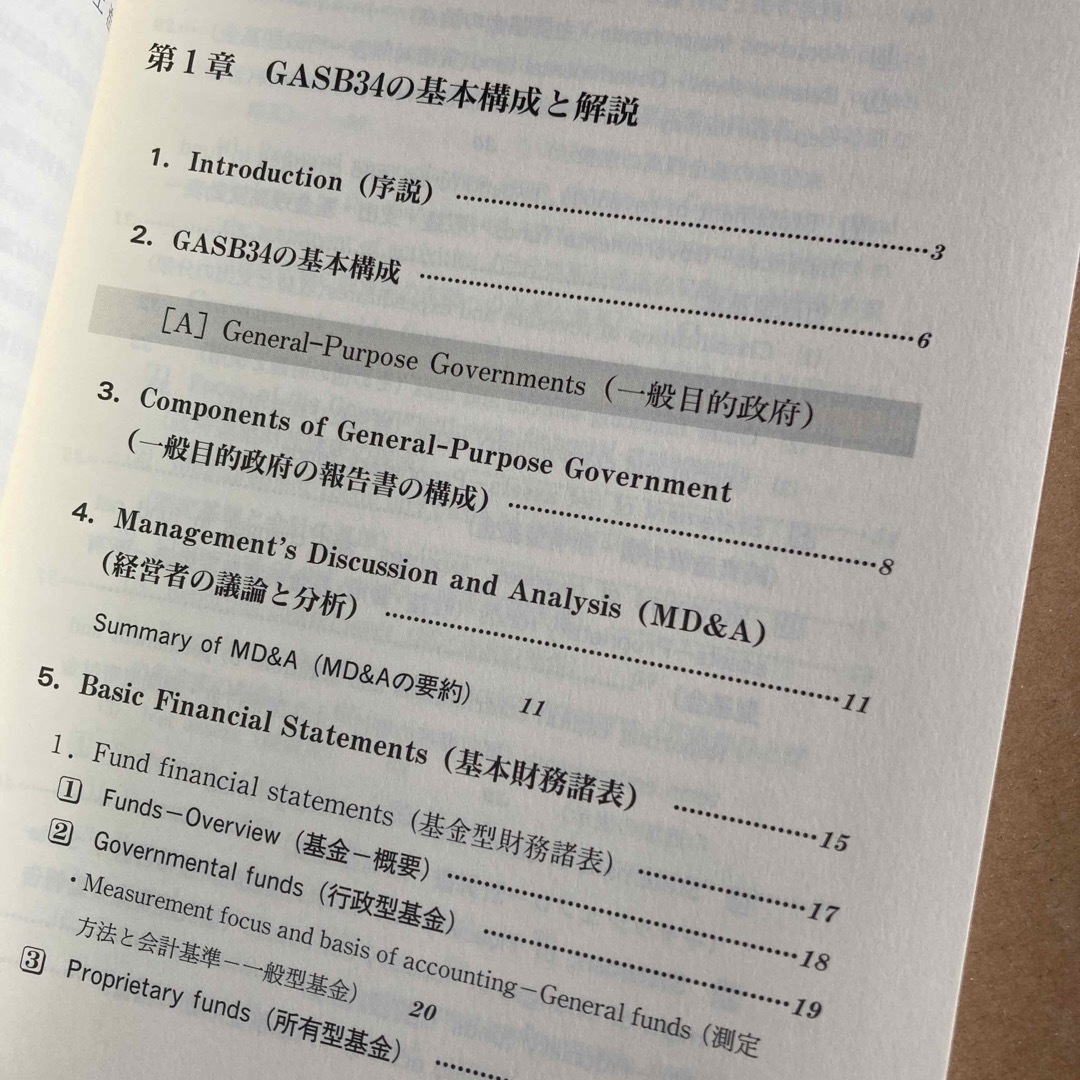 第1章　GASB34の基本構成と解説
1. Introduction（序説） ……………………………………3
2. GASB34の基本構成 ……………………………………6
［A］General-Purpose Governments（一般目的政府）
3. Components of General-Purpose Government
（一般目的政府の報告書の構成） ……………………………8
4. Management's Discussion and Analysis（MD&A）
（経営者の議論と分析） ……………………………………11
Summary of MD&A（MD&Aの要約） 11
5. Basic Financial Statements（基本財務諸表） …………15
1. Fund financial statements（基金型財務諸表） …………17
1 Funds－Overview（基金－概要） …………………………18
2 Governmental funds（行政型基金） ……………………19
・Measurement focus and basis of accounting－General funds（測定
方法と会計基準－一般型基金） 20
3 Proprietary funds（所有型基金） ………